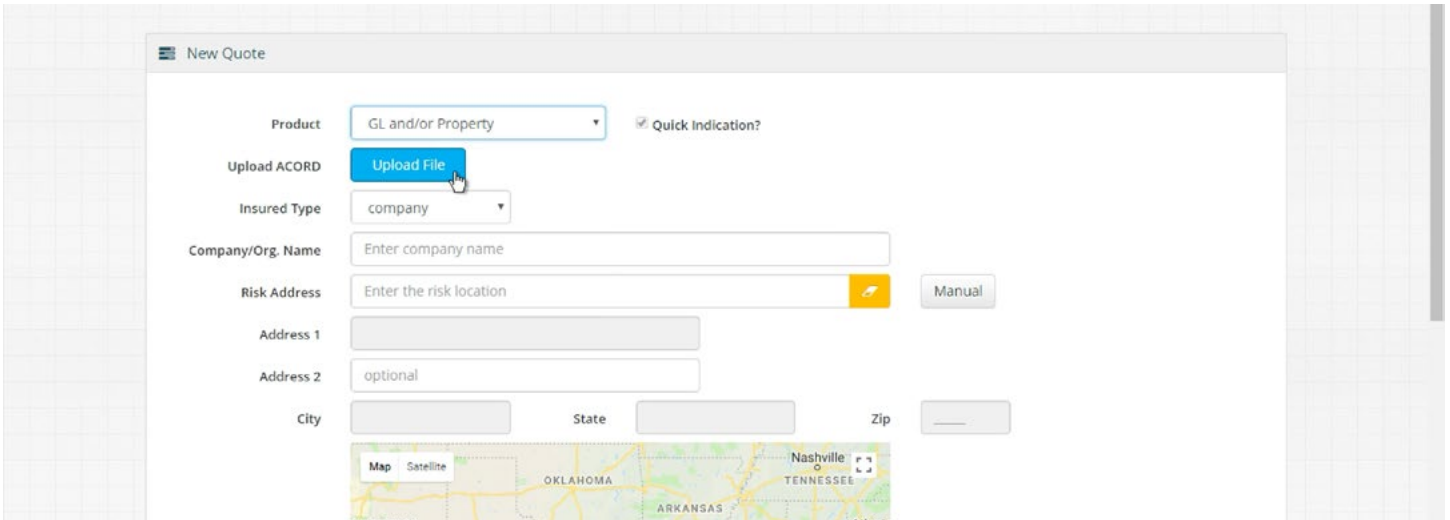 New Quote
Product GL and/or Property Quick Indication?
Upload ACORD Upload File
Insured Type company
Company/Org. Name Enter company name
Risk Address Enter the risk location Manual
Address 1
Address 2 optional
City State Zip
Map Satellite
Nashville
OKLAHOMA TENNESSEE
ARKANSAS